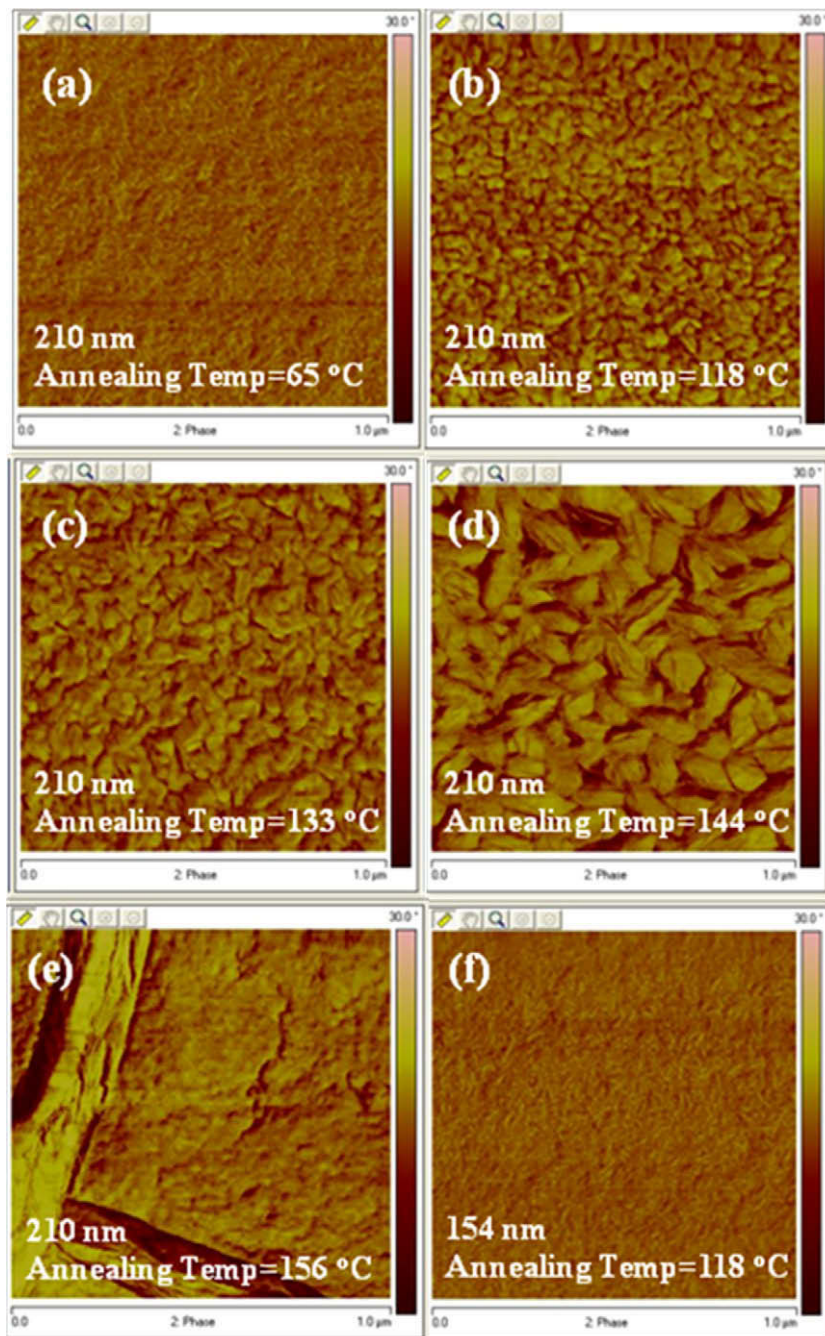 30.0 °
(a)
210 nm
Annealing Temp=65 °C
0.0 2: Phase 1.0 µm
30.0 °
(b)
210 nm
Annealing Temp=118 °C
0.0 2: Phase 1.0 µm
30.0 °
(c)
210 nm
Annealing Temp=133 °C
0.0 2: Phase 1.0 µm
30.0 °
(d)
210 nm
Annealing Temp=144 °C
0.0 2: Phase 1.0 µm
30.0 °
(e)
210 nm
Annealing Temp=156 °C
0.0 2: Phase 1.0 µm
30.0 °
(f)
154 nm
Annealing Temp=118 °C
0.0 2: Phase 1.0 µm